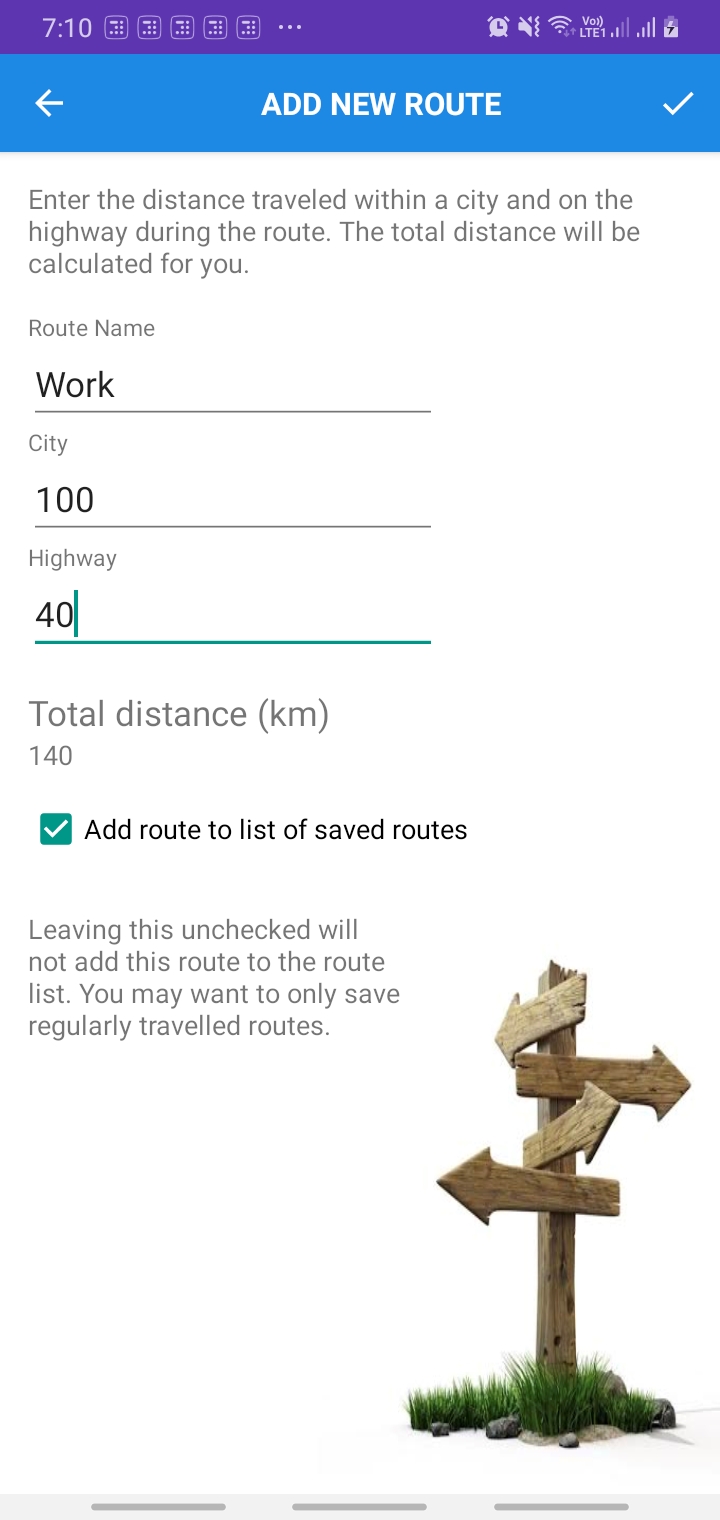 7:10
Vo))
LTE1
ADD NEW ROUTE
Enter the distance traveled within a city and on the
highway during the route. The total distance will be
calculated for you.
Route Name
Work
City
100
Highway
40
Total distance (km)
140
Add route to list of saved routes
Leaving this unchecked will
not add this route to the route
list. You may want to only save
regularly travelled routes.